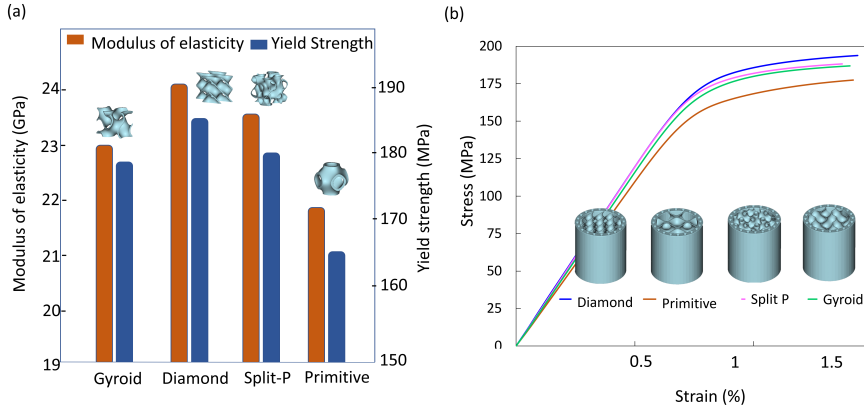 (a)
Modulus of elasticity
Yield Strength
Modulus of elasticity (GPa)
24
23
22
21
20
19
190
180
170
160
150
Yield strength (MPa)
Gyroid
Diamond
Split-P
Primitive
(b)
Stress (MPa)
200
175
150
125
100
75
50
25
0
Diamond
Primitive
Split P
Gyroid
0.5
1
1.5
Strain (%)